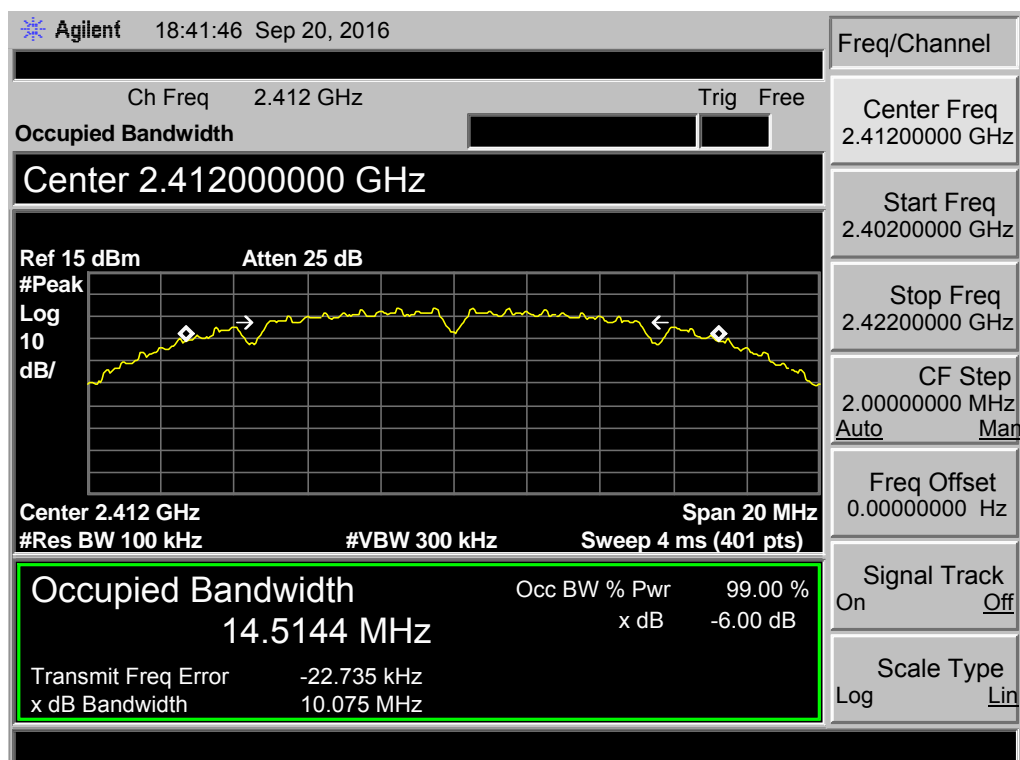 Agilent 18:41:46 Sep 20, 2016
Ch Freq 2.412 GHz Trig Free
Occupied Bandwidth
Center 2.412000000 GHz
Ref 15 dBm Atten 25 dB
#Peak
Log
10
dB/
Center 2.412 GHz Span 20 MHz
#Res BW 100 kHz #VBW 300 kHz Sweep 4 ms (401 pts)
Occupied Bandwidth
14.5144 MHz
Occ BW % Pwr 99.00 %
x dB -6.00 dB
Transmit Freq Error -22.735 kHz
x dB Bandwidth 10.075 MHz
Freq/Channel
Center Freq
2.41200000 GHz
Start Freq
2.40200000 GHz
Stop Freq
2.42200000 GHz
CF Step
2.00000000 MHz
Auto Man
Freq Offset
0.00000000 Hz
Signal Track
On Off
Scale Type
Log Lin